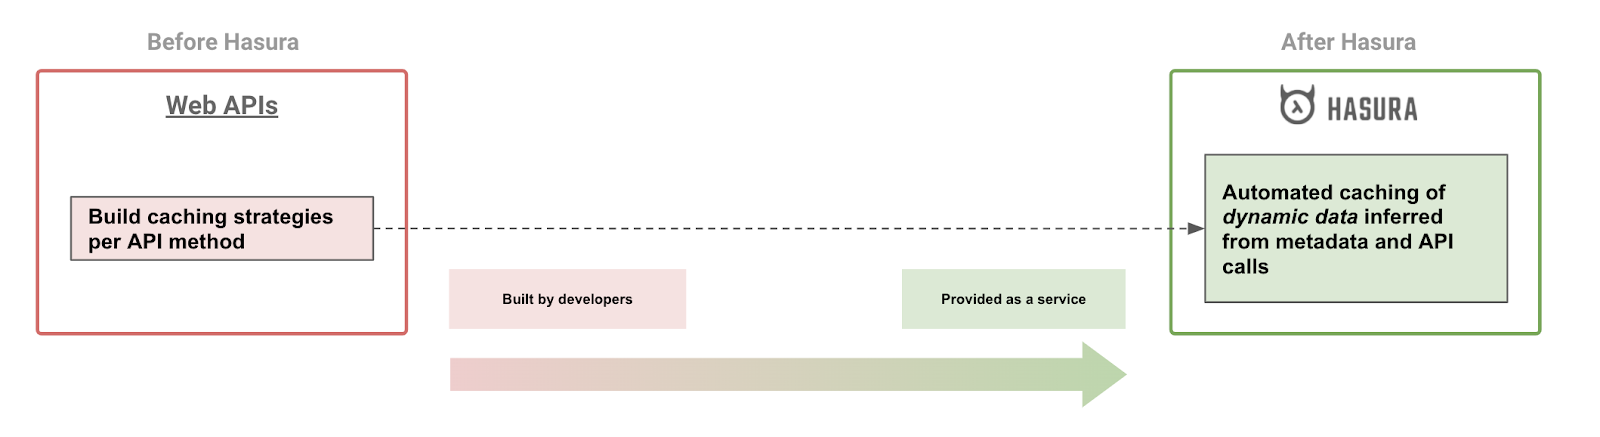 Before Hasura
After Hasura
Web APIs
HASURA
Build caching strategies
per API method
Automated caching of
dynamic data inferred
from metadata and API
calls
Built by developers
Provided as a service